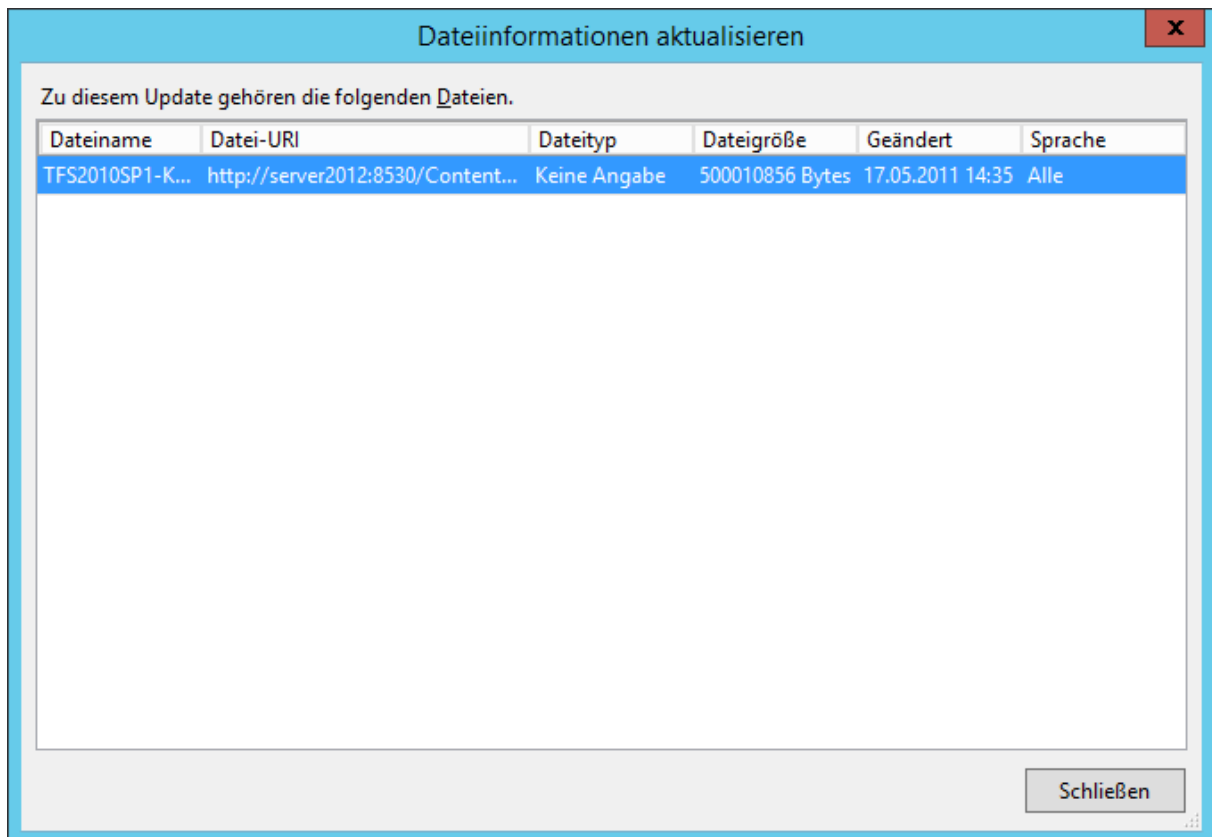 Dateiinformationen aktualisieren
x
Zu diesem Update gehören die folgenden Dateien.
Dateiname Datei-URI Dateityp Dateigröße Geändert Sprache
TFS2010SP1-K... http://server2012:8530/Content... Keine Angabe 500010856 Bytes 17.05.2011 14:35 Alle
Schließen